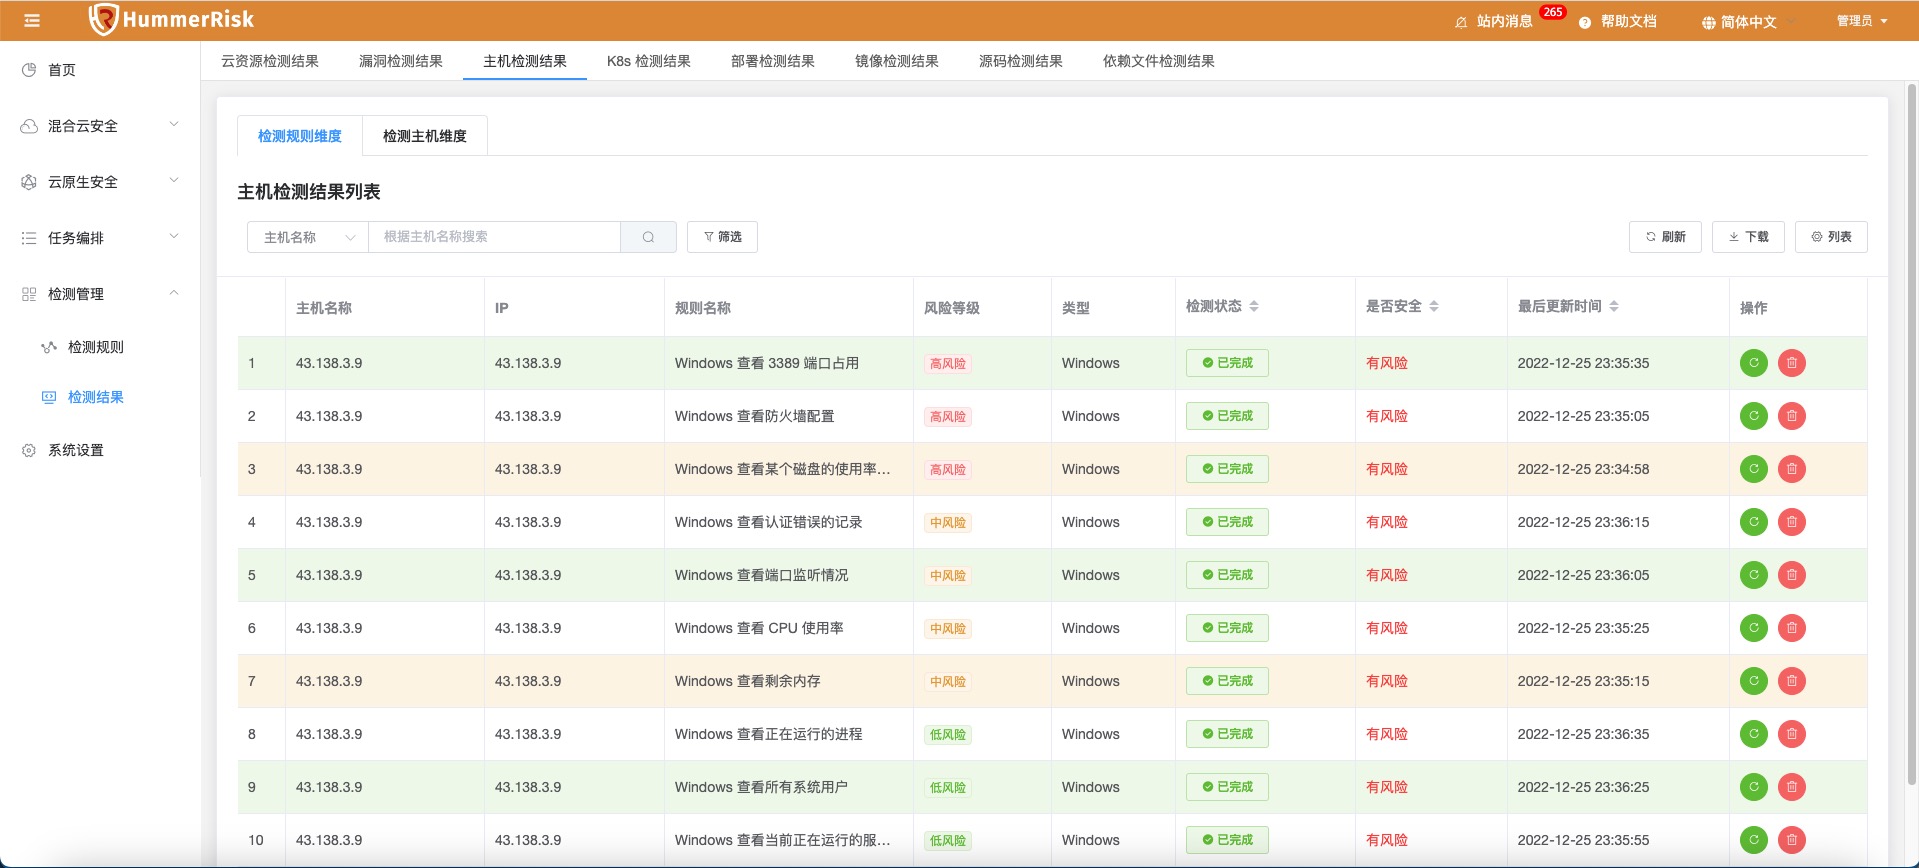 HummerRisk
站内消息 265 帮助文档 简体中文 管理员
首页
混合云安全
云原生安全
任务编排
检测管理
检测规则
检测结果
系统设置
云资源检测结果 漏洞检测结果 主机检测结果 K8s 检测结果 部署检测结果 镜像检测结果 源码检测结果 依赖文件检测结果
检测规则维度 检测主机维度
主机检测结果列表
主机名称 根据主机名称搜索 筛选 刷新 下载 列表
主机名称 IP 规则名称 风险等级 类型 检测状态 是否安全 最后更新时间 操作
1 43.138.3.9 43.138.3.9 Windows 查看 3389 端口占用 高风险 Windows 已完成 有风险 2022-12-25 23:35:35
2 43.138.3.9 43.138.3.9 Windows 查看防火墙配置 高风险 Windows 已完成 有风险 2022-12-25 23:35:05
3 43.138.3.9 43.138.3.9 Windows 查看某个磁盘的使用率... 高风险 Windows 已完成 有风险 2022-12-25 23:34:58
4 43.138.3.9 43.138.3.9 Windows 查看认证错误的记录 中风险 Windows 已完成 有风险 2022-12-25 23:36:15
5 43.138.3.9 43.138.3.9 Windows 查看端口监听情况 中风险 Windows 已完成 有风险 2022-12-25 23:36:05
6 43.138.3.9 43.138.3.9 Windows 查看 CPU 使用率 中风险 Windows 已完成 有风险 2022-12-25 23:35:25
7 43.138.3.9 43.138.3.9 Windows 查看剩余内存 中风险 Windows 已完成 有风险 2022-12-25 23:35:15
8 43.138.3.9 43.138.3.9 Windows 查看正在运行的进程 低风险 Windows 已完成 有风险 2022-12-25 23:36:35
9 43.138.3.9 43.138.3.9 Windows 查看所有系统用户 低风险 Windows 已完成 有风险 2022-12-25 23:36:25
10 43.138.3.9 43.138.3.9 Windows 查看当前正在运行的服... 低风险 Windows 已完成 有风险 2022-12-25 23:35:55